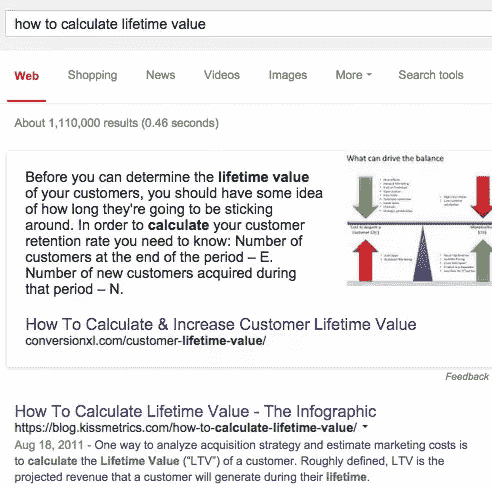 how to calculate lifetime value
Web Shopping News Videos Images More Search tools
About 1,110,000 results (0.46 seconds)
Before you can determine the lifetime value
of your customers, you should have some idea
of how long they're going to be sticking
around. In order to calculate your customer
retention rate you need to know: Number of
customers at the end of the period – E.
Number of new customers acquired during
that period – N.
What can drive the balance
How To Calculate & Increase Customer Lifetime Value
conversionxl.com/customer-lifetime-value/
Feedback
How To Calculate Lifetime Value - The Infographic
https://blog.kissmetrics.com/how-to-calculate-lifetime-value/
Aug 18, 2011 - One way to analyze acquisition strategy and estimate marketing costs is
to calculate the Lifetime Value ("LTV") of a customer. Roughly defined, LTV is the
projected revenue that a customer will generate during their lifetime.